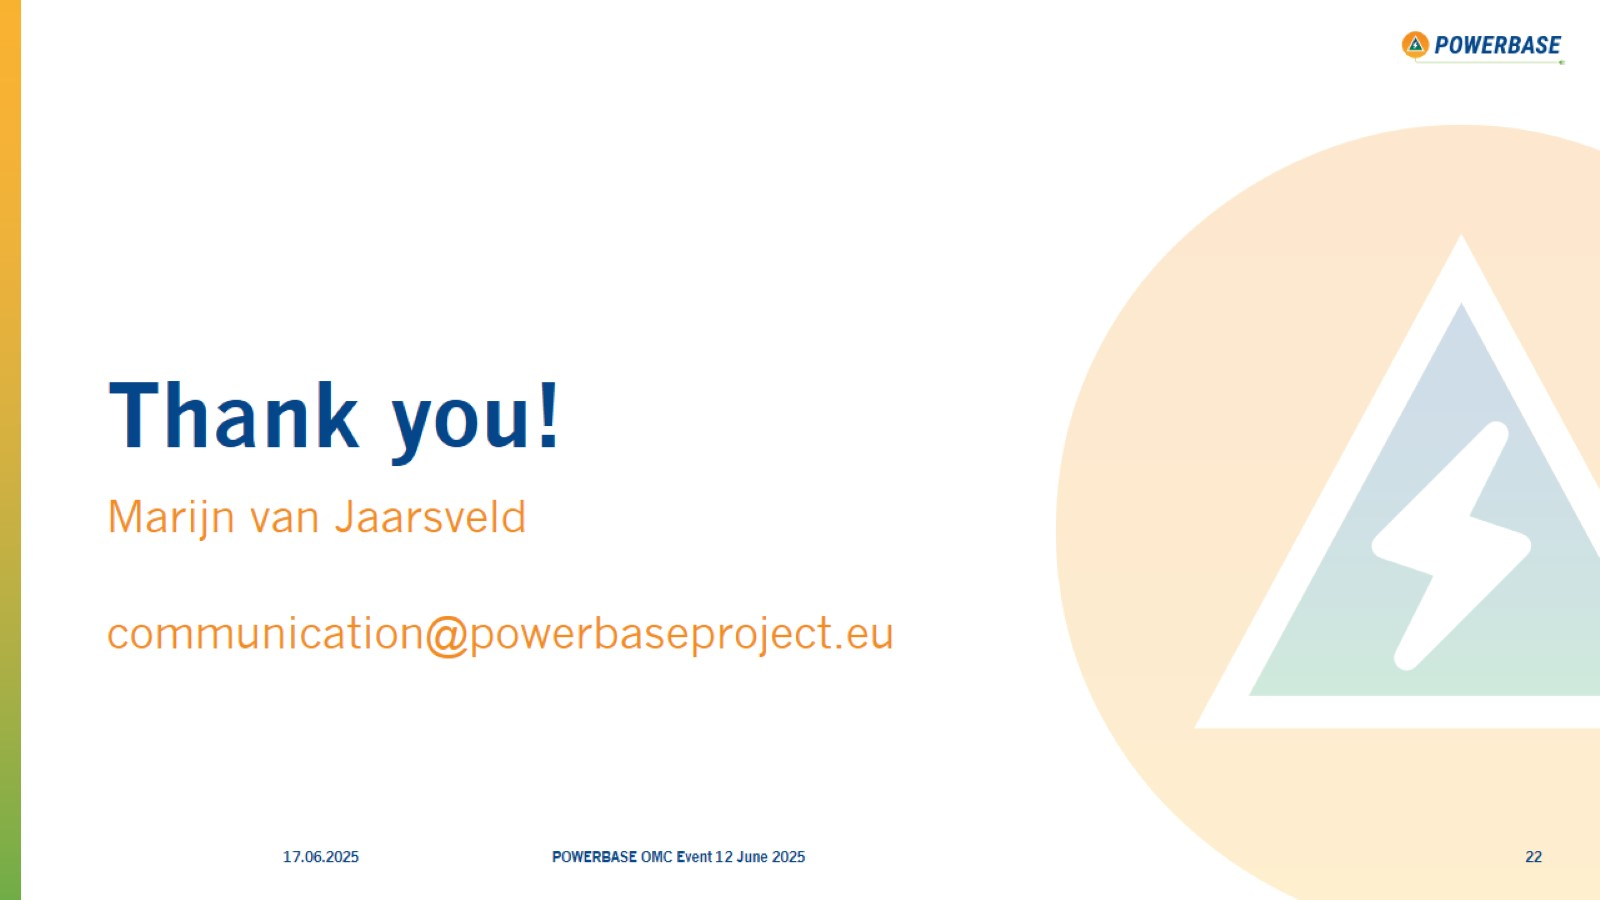 POWERBASE
Thank you!
Marijn van Jaarsveld
communication@powerbaseproject.eu
17.06.2025
POWERBASE OMC Event 12 June 2025
22